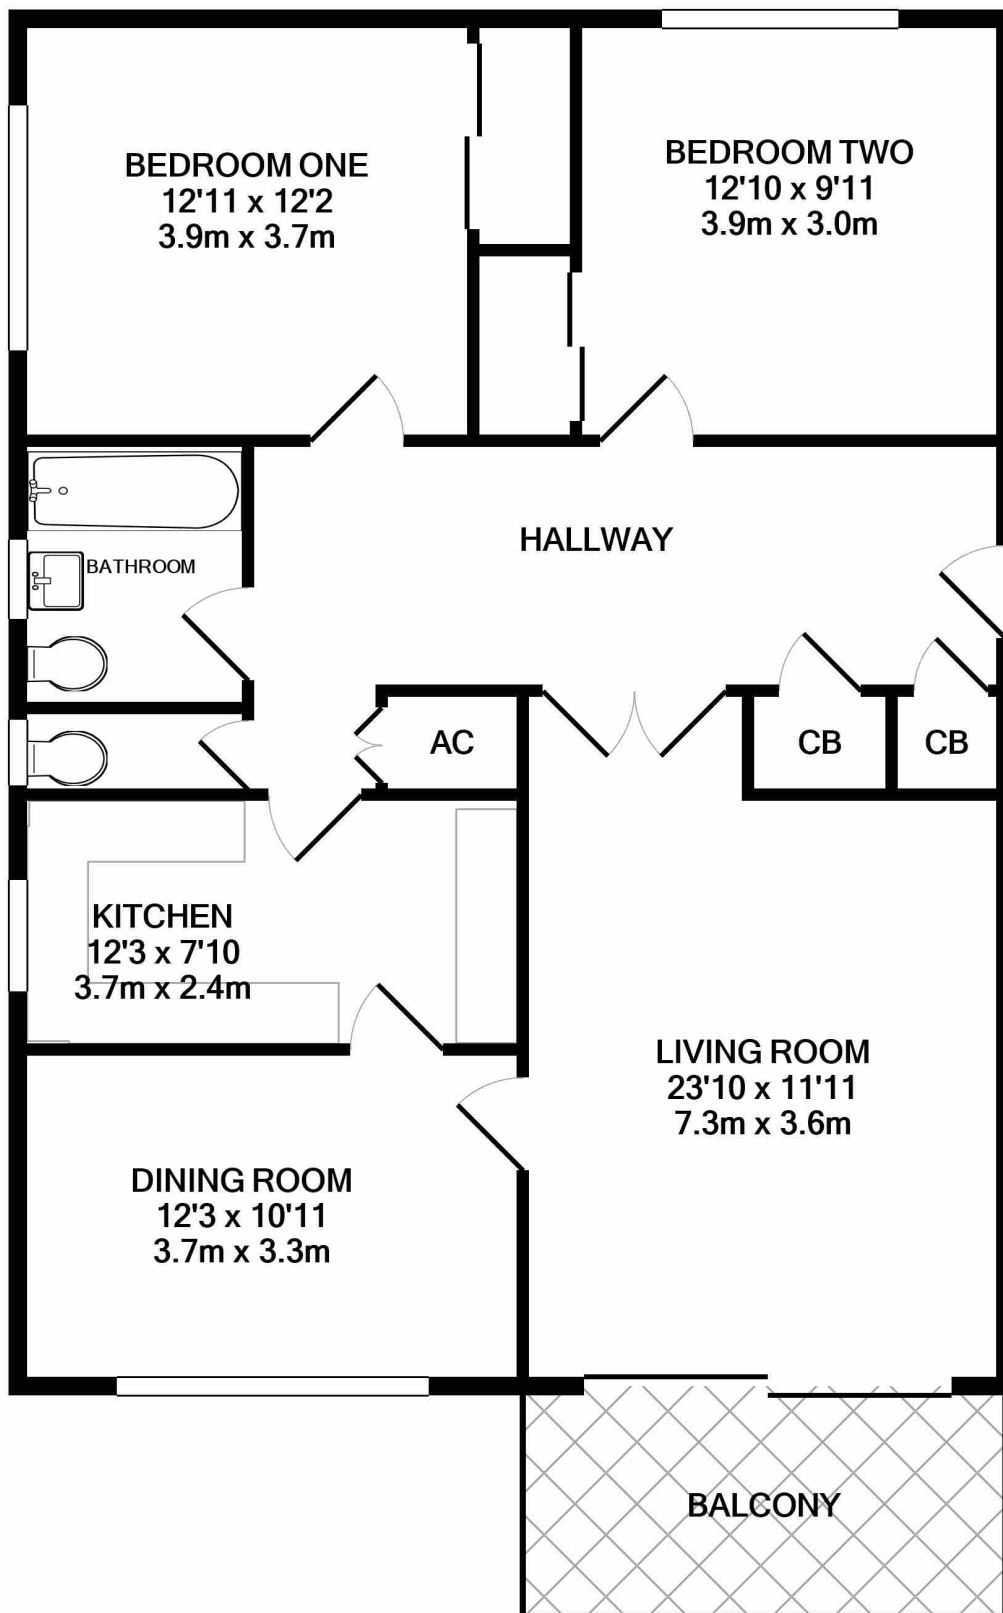 BEDROOM ONE
12'11 x 12'2
3.9m x 3.7m
BEDROOM TWO
12'10 x 9'11
3.9m x 3.0m
HALLWAY
BATHROOM
AC
CB
CB
KITCHEN
12'3 x 7'10
3.7m x 2.4m
LIVING ROOM
23'10 x 11'11
7.3m x 3.6m
DINING ROOM
12'3 x 10'11
3.7m x 3.3m
BALCONY